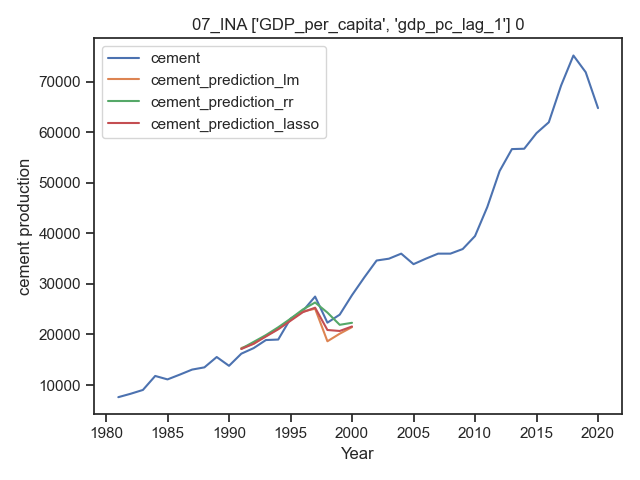 07_INA ['GDP_per_capita', 'gdp_pc_lag_1'] 0
cement
cement_prediction_lm
cement_prediction_rr
cement_prediction_lasso
cement production
70000
60000
50000
40000
30000
20000
10000
1980 1985 1990 1995 2000 2005 2010 2015 2020
Year